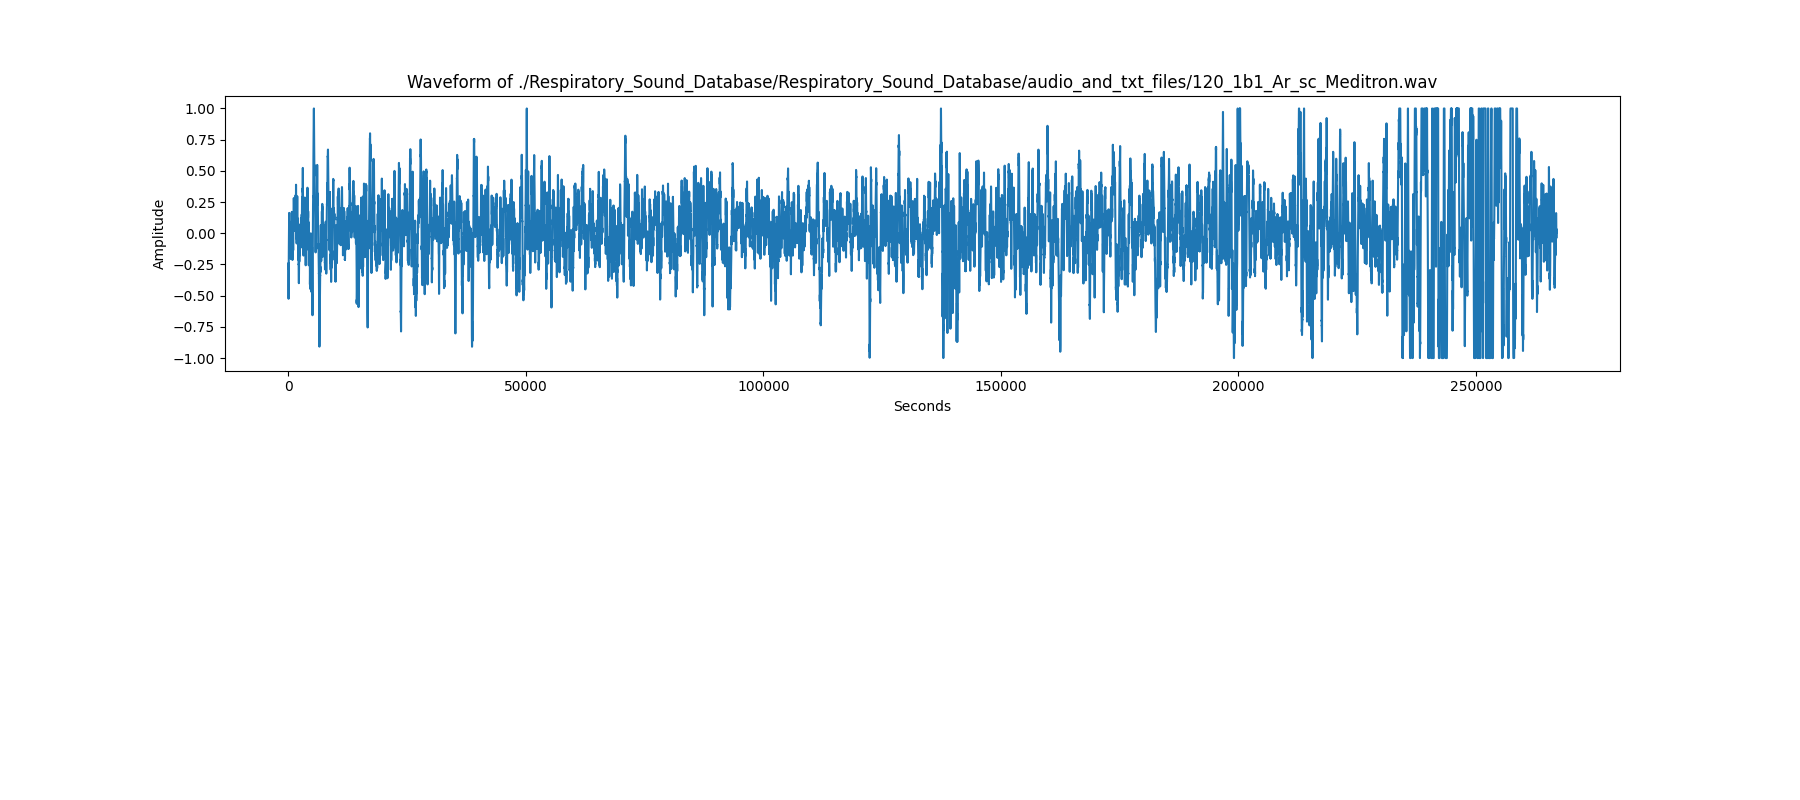 Waveform of ./Respiratory_Sound_Database/Respiratory_Sound_Database/audio_and_txt_files/120_1b1_Ar_sc_Meditron.wav
1.00
0.75
0.50
0.25
0.00
−0.25
−0.50
−0.75
−1.00
Amplitude
0 50000 100000 150000 200000 250000
Seconds